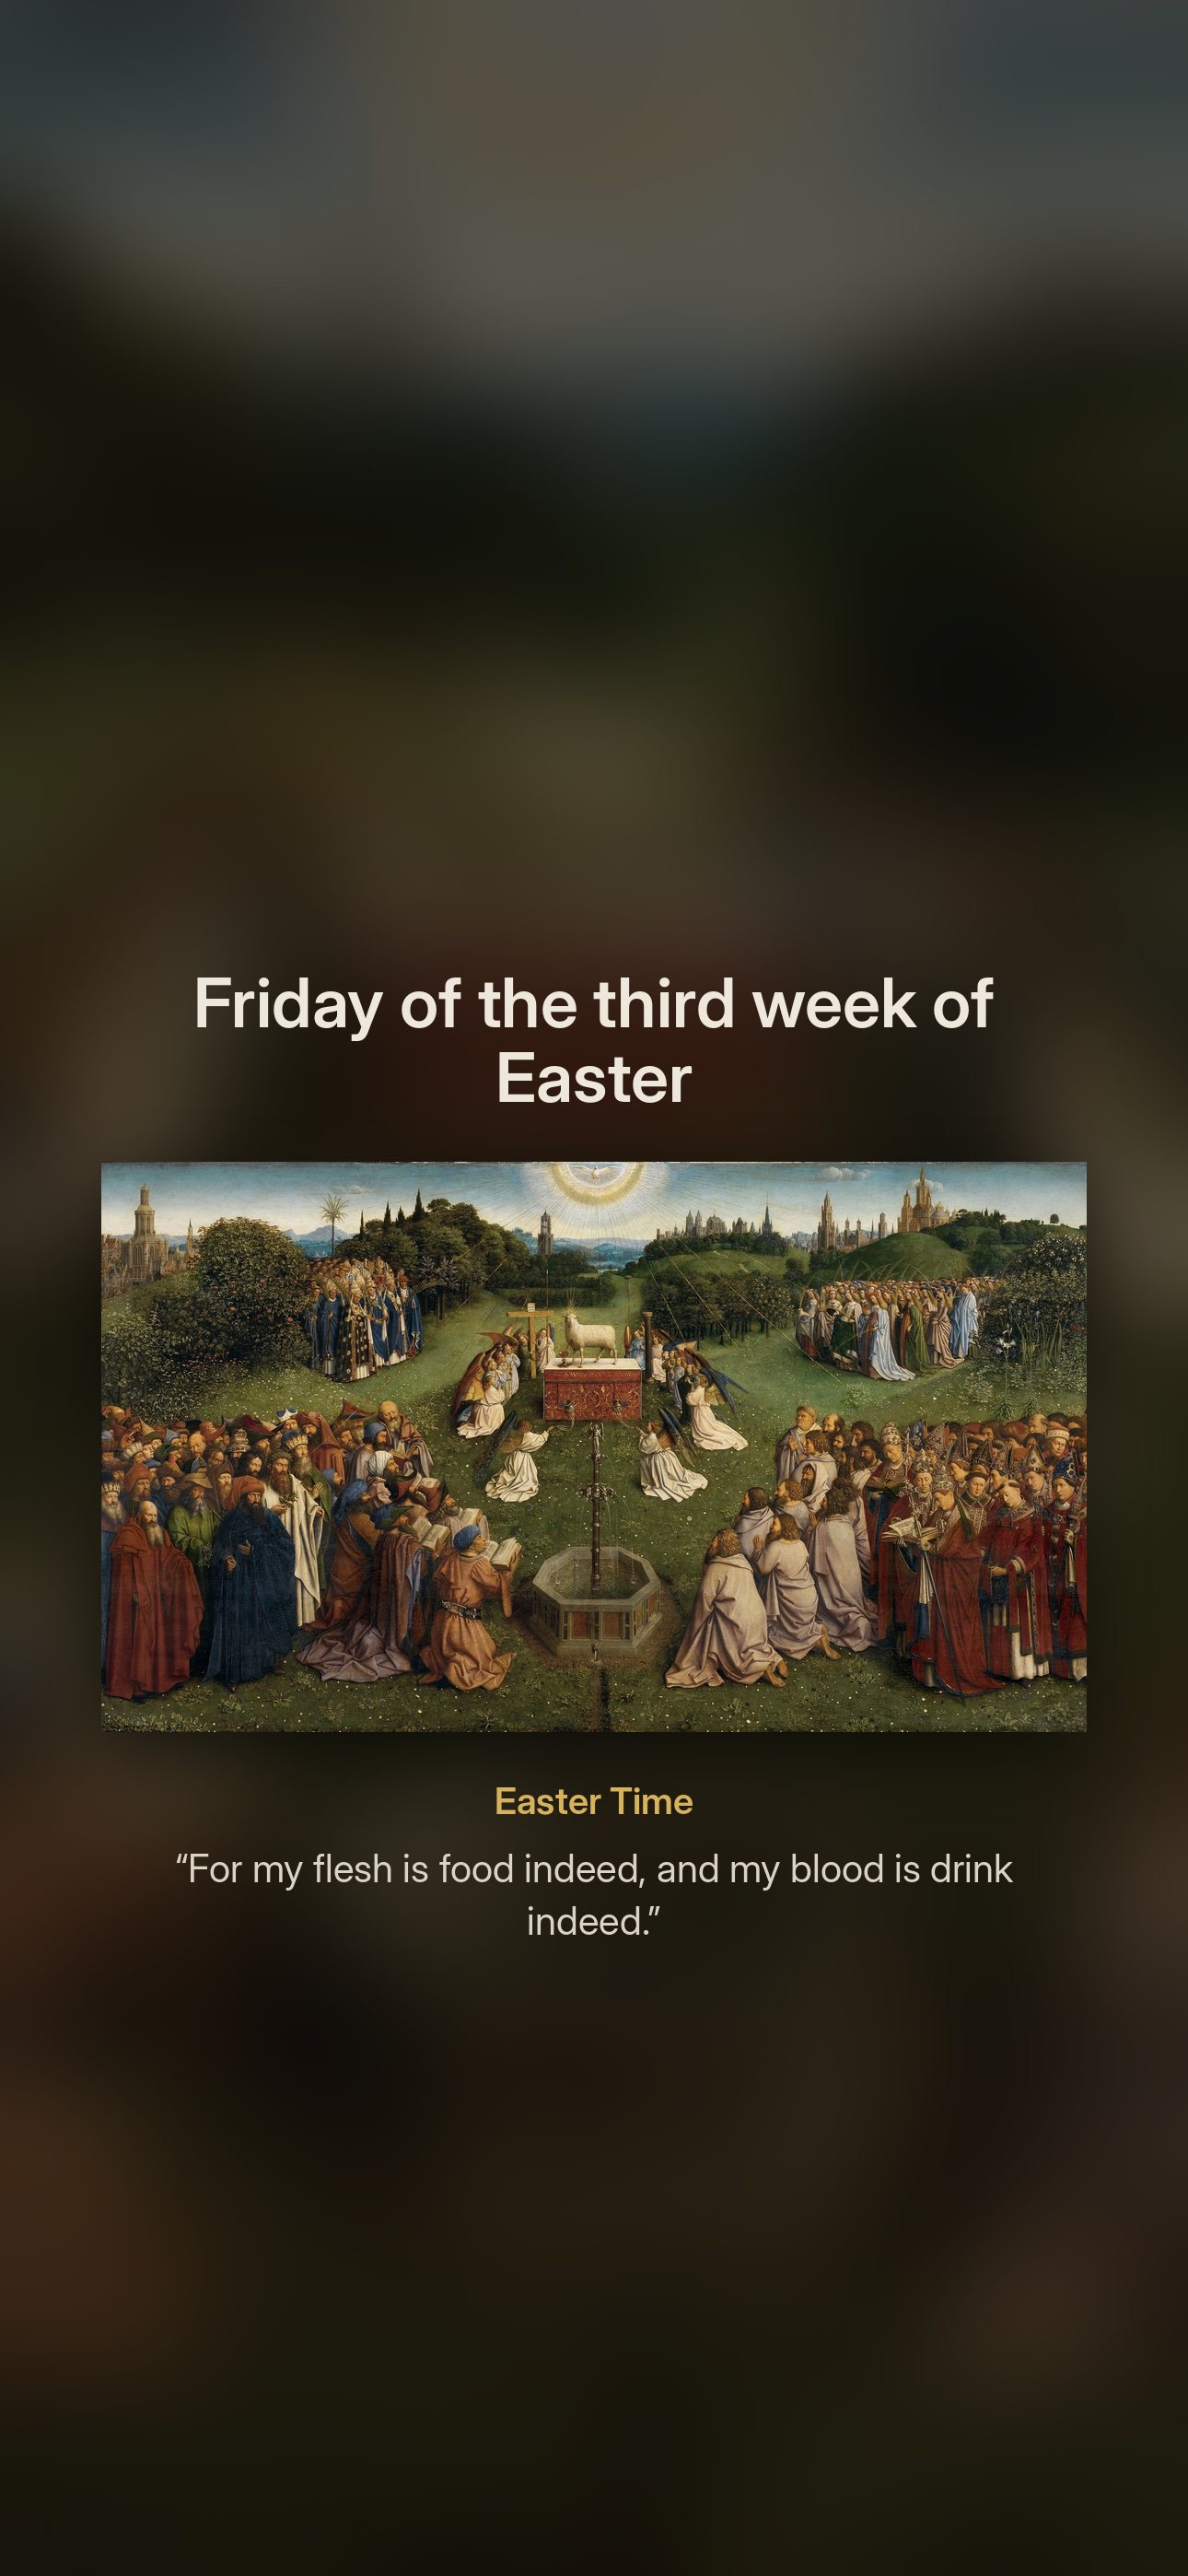 Friday of the third week of
Easter
Easter Time
“For my flesh is food indeed, and my blood is drink
indeed.”